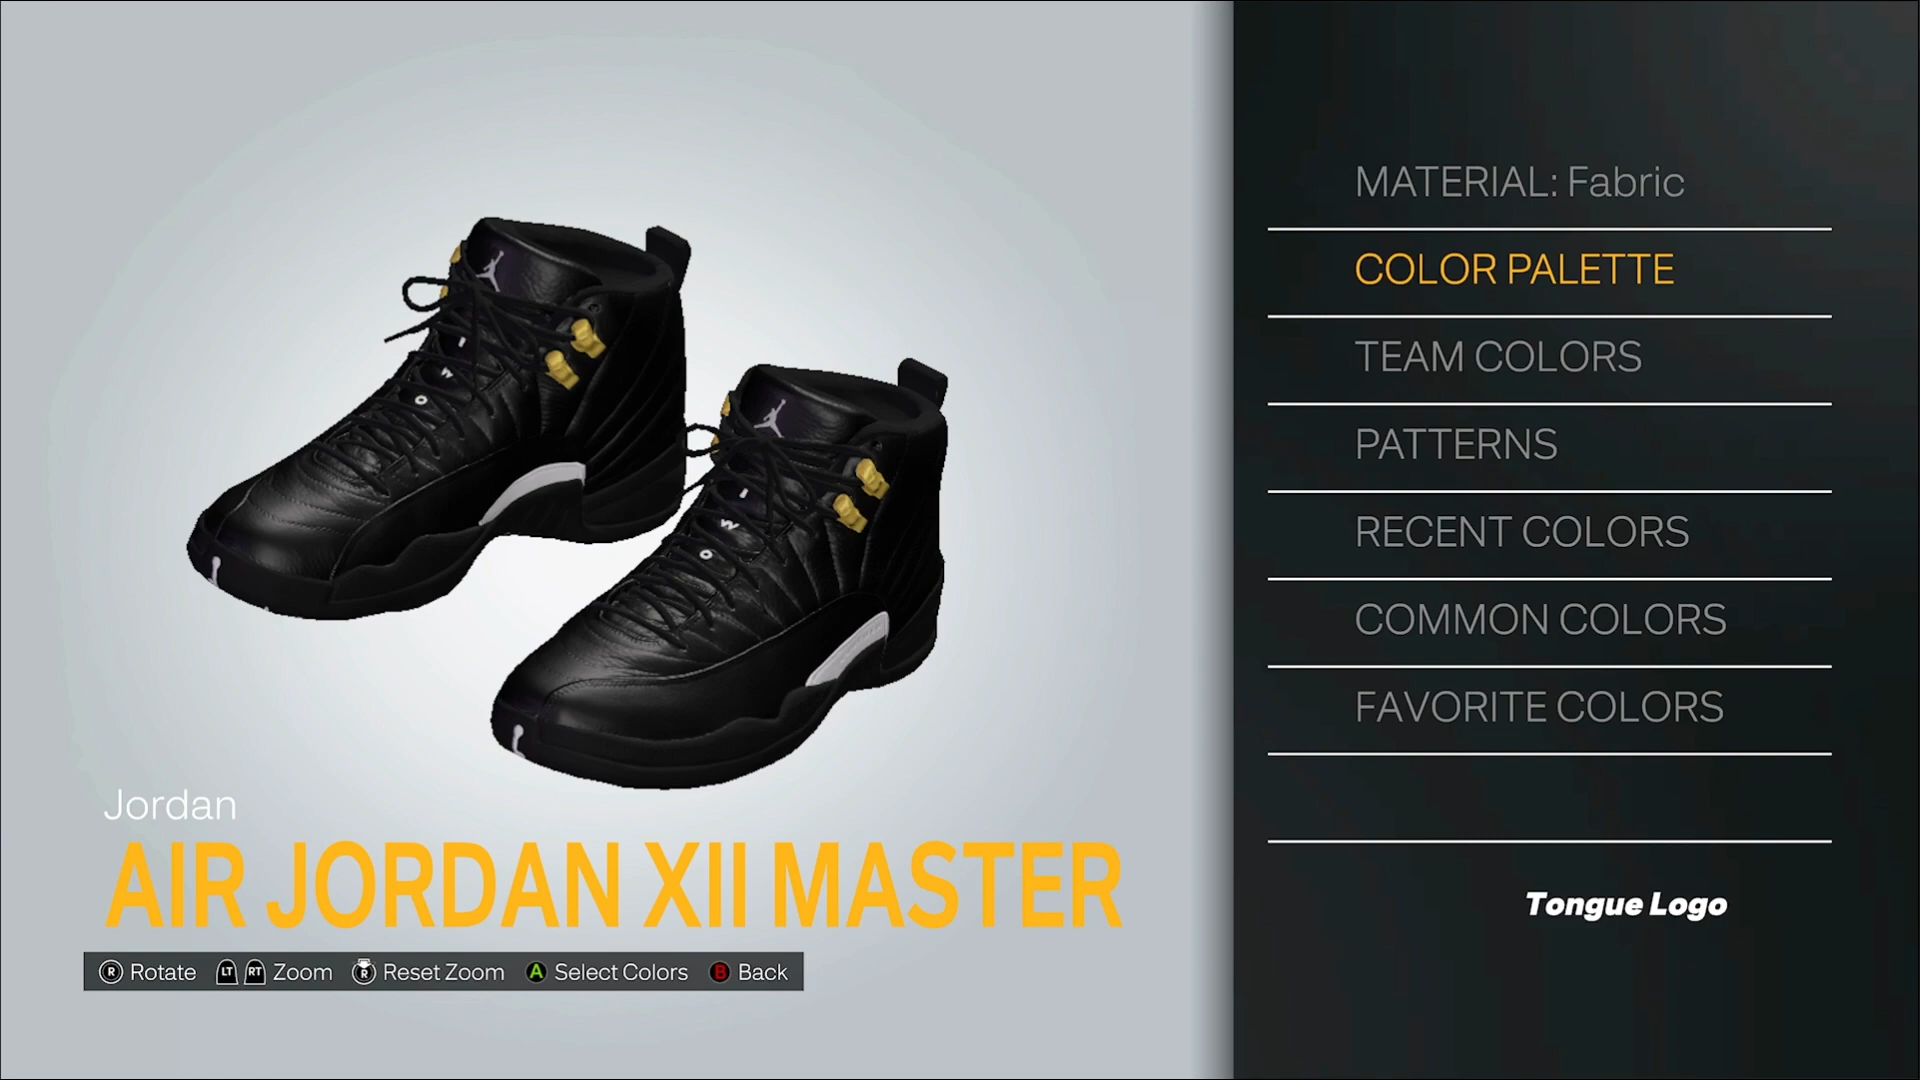 MATERIAL: Fabric
COLOR PALETTE
TEAM COLORS
PATTERNS
RECENT COLORS
COMMON COLORS
FAVORITE COLORS
Tongue Logo
Jordan
AIR JORDAN XII MASTER
R Rotate LT RT Zoom R Reset Zoom A Select Colors B Back